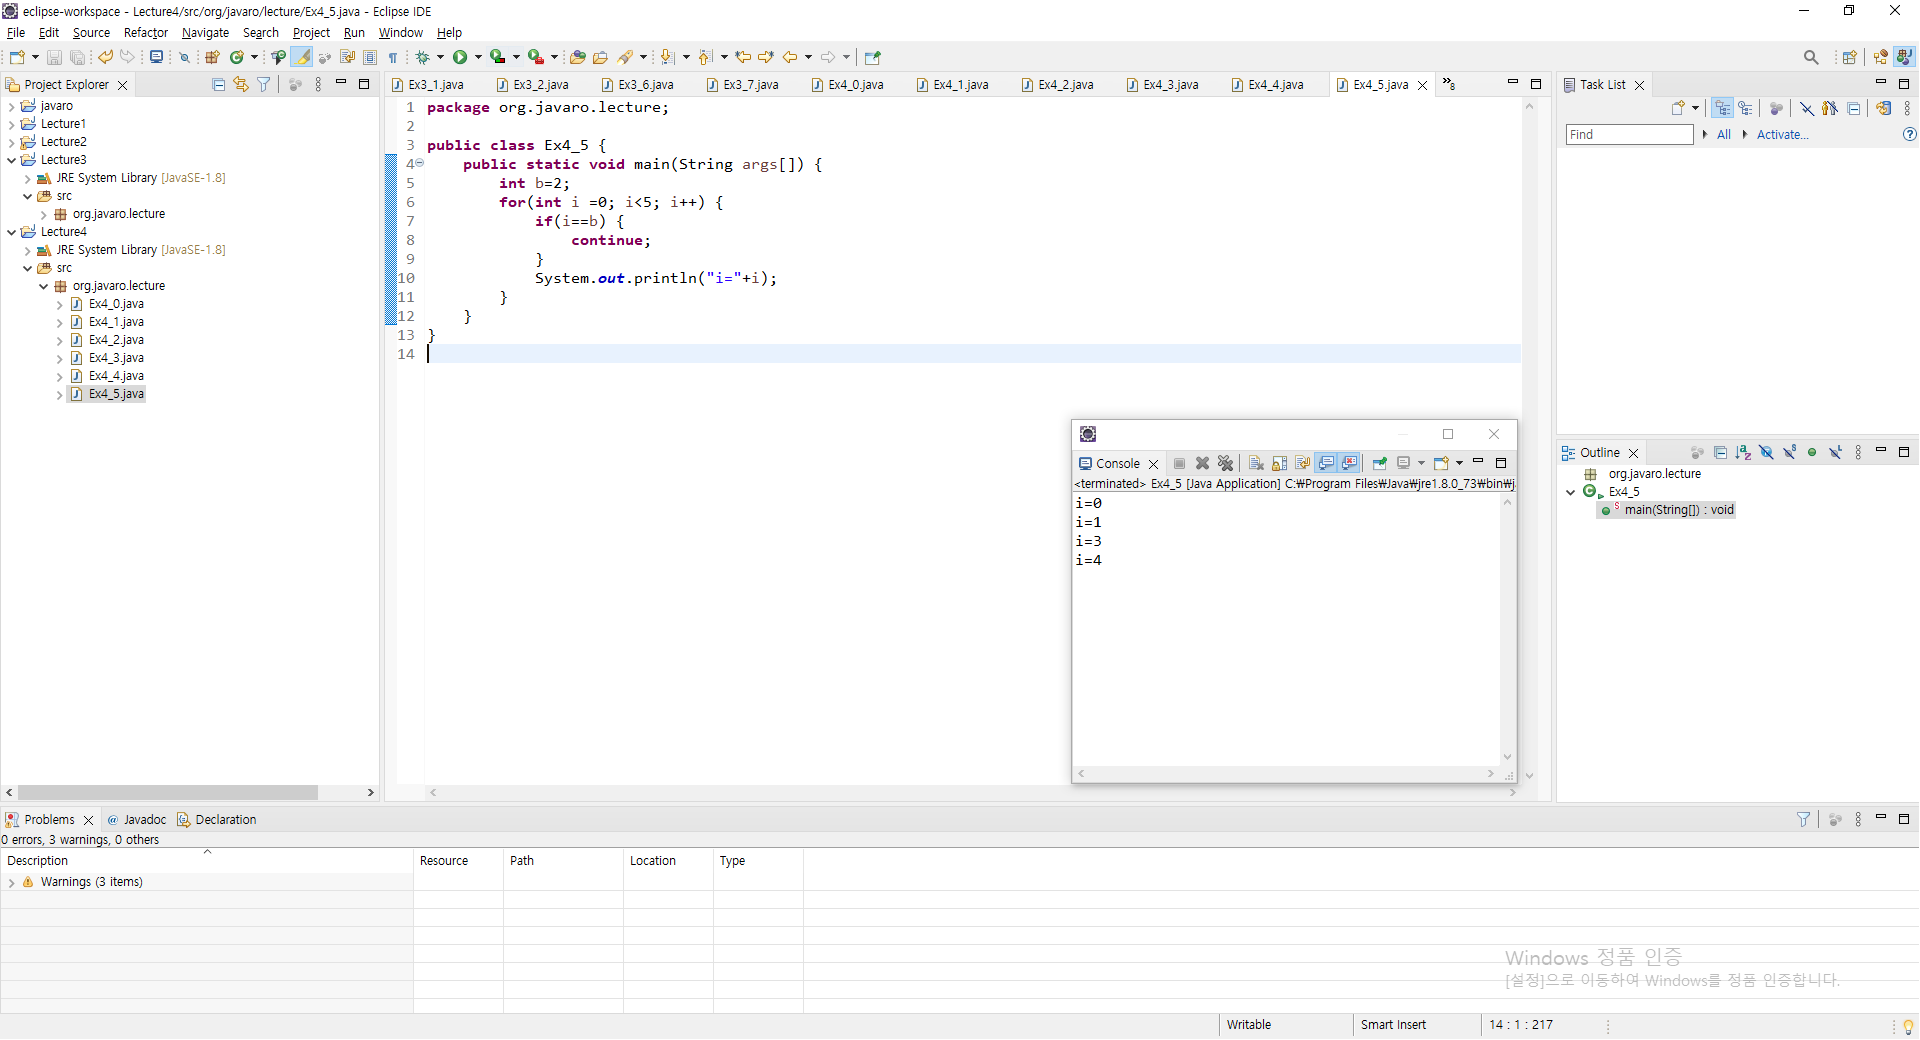 eclipse-workspace - Lecture4/src/org/javaro/lecture/Ex4_5.java - Eclipse IDE
File Edit Source Refactor Navigate Search Project Run Window Help
Project Explorer
javaro
Lecture1
Lecture2
Lecture3
JRE System Library [JavaSE-1.8]
src
org.javaro.lecture
Lecture4
JRE System Library [JavaSE-1.8]
src
org.javaro.lecture
Ex4_0.java
Ex4_1.java
Ex4_2.java
Ex4_3.java
Ex4_4.java
Ex4_5.java
Ex3_1.java Ex3_2.java Ex3_6.java Ex3_7.java Ex4_0.java Ex4_1.java Ex4_2.java Ex4_3.java Ex4_4.java Ex4_5.java »8
1 package org.javaro.lecture;
2
3 public class Ex4_5 {
4 public static void main(String args[]) {
5 int b=2;
6 for(int i =0; i<5; i++) {
7 if(i==b) {
8 continue;
9 }
10 System.out.println("i="+i);
11 }
12 }
13 }
14
Console
<terminated> Ex4_5 [Java Application] C:₩Program Files₩Java₩jre1.8.0_73₩bin₩j
i=0
i=1
i=3
i=4
Task List
Find All Activate...
Outline
org.javaro.lecture
Ex4_5
main(String[]) : void
Problems @ Javadoc Declaration
0 errors, 3 warnings, 0 others
Description Resource Path Location Type
Warnings (3 items)
Windows 정품 인증
[설정]으로 이동하여 Windows를 정품 인증합니다.
Writable Smart Insert 14 : 1 : 217